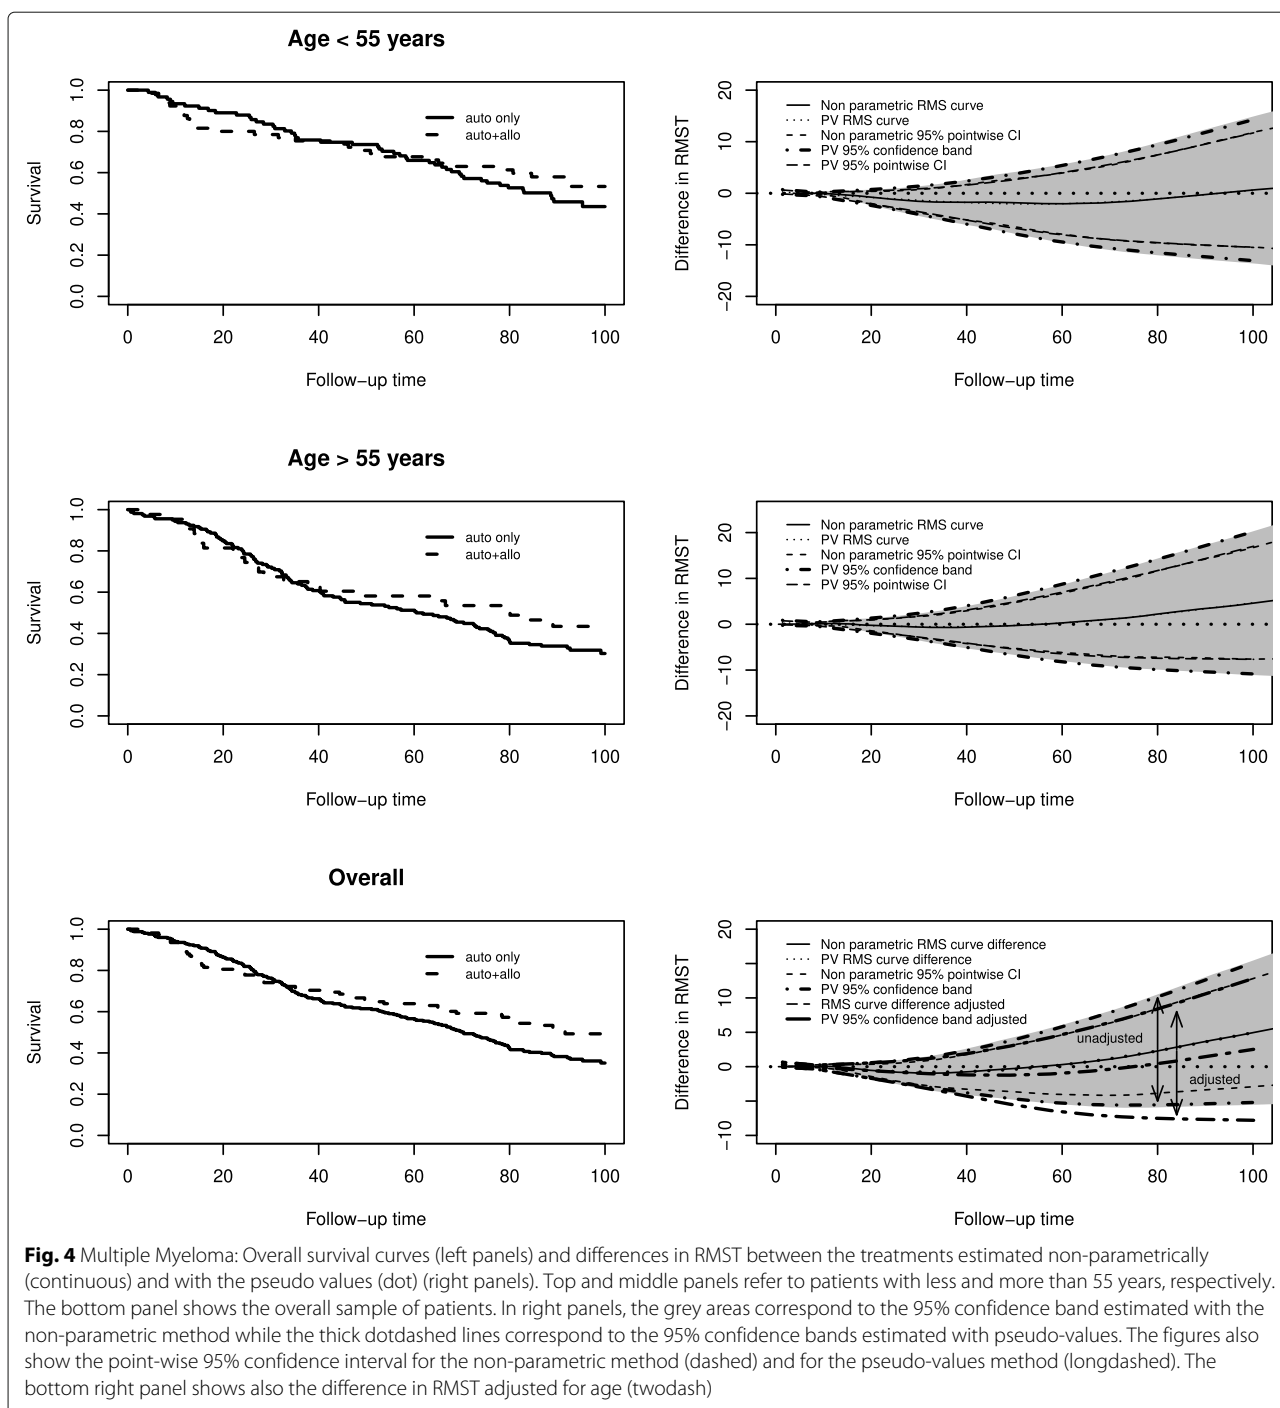 Age < 55 years
Survival
0.0 0.2 0.4 0.6 0.8 1.0
auto only
auto+allo
0 20 40 60 80 100
Follow−up time
Difference in RMST
−20 −10 0 10 20
Non parametric RMS curve
PV RMS curve
Non parametric 95% pointwise CI
PV 95% confidence band
PV 95% pointwise CI
0 20 40 60 80 100
Follow−up time
Age > 55 years
Survival
0.0 0.2 0.4 0.6 0.8 1.0
auto only
auto+allo
0 20 40 60 80 100
Follow−up time
Difference in RMST
−20 −10 0 10 20
Non parametric RMS curve
PV RMS curve
Non parametric 95% pointwise CI
PV 95% confidence band
PV 95% pointwise CI
0 20 40 60 80 100
Follow−up time
Overall
Survival
0.0 0.2 0.4 0.6 0.8 1.0
auto only
auto+allo
0 20 40 60 80 100
Follow−up time
Difference in RMST
−10 0 5 10 20
Non parametric RMS curve difference
PV RMS curve difference
Non parametric 95% pointwise CI
PV 95% confidence band
RMS curve difference adjusted
PV 95% confidence band adjusted
unadjusted
adjusted
0 20 40 60 80 100
Follow−up time
Fig. 4 Multiple Myeloma: Overall survival curves (left panels) and differences in RMST between the treatments estimated non-parametrically
(continuous) and with the pseudo values (dot) (right panels). Top and middle panels refer to patients with less and more than 55 years, respectively.
The bottom panel shows the overall sample of patients. In right panels, the grey areas correspond to the 95% confidence band estimated with the
non-parametric method while the thick dotdashed lines correspond to the 95% confidence bands estimated with pseudo-values. The figures also
show the point-wise 95% confidence interval for the non-parametric method (dashed) and for the pseudo-values method (longdashed). The
bottom right panel shows also the difference in RMST adjusted for age (twodash)